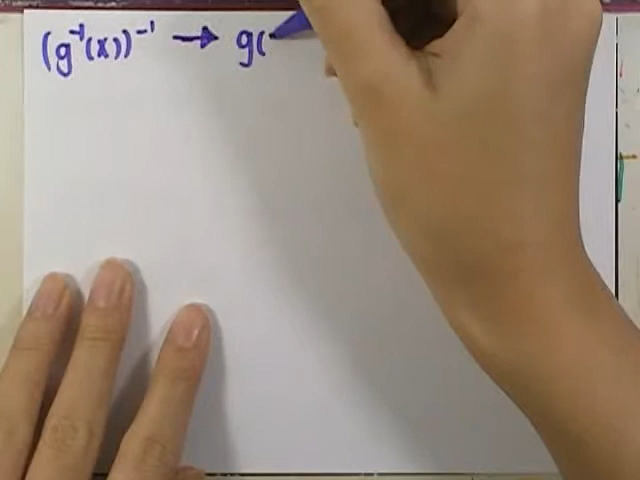 (g⁻¹(x))⁻¹ → g(